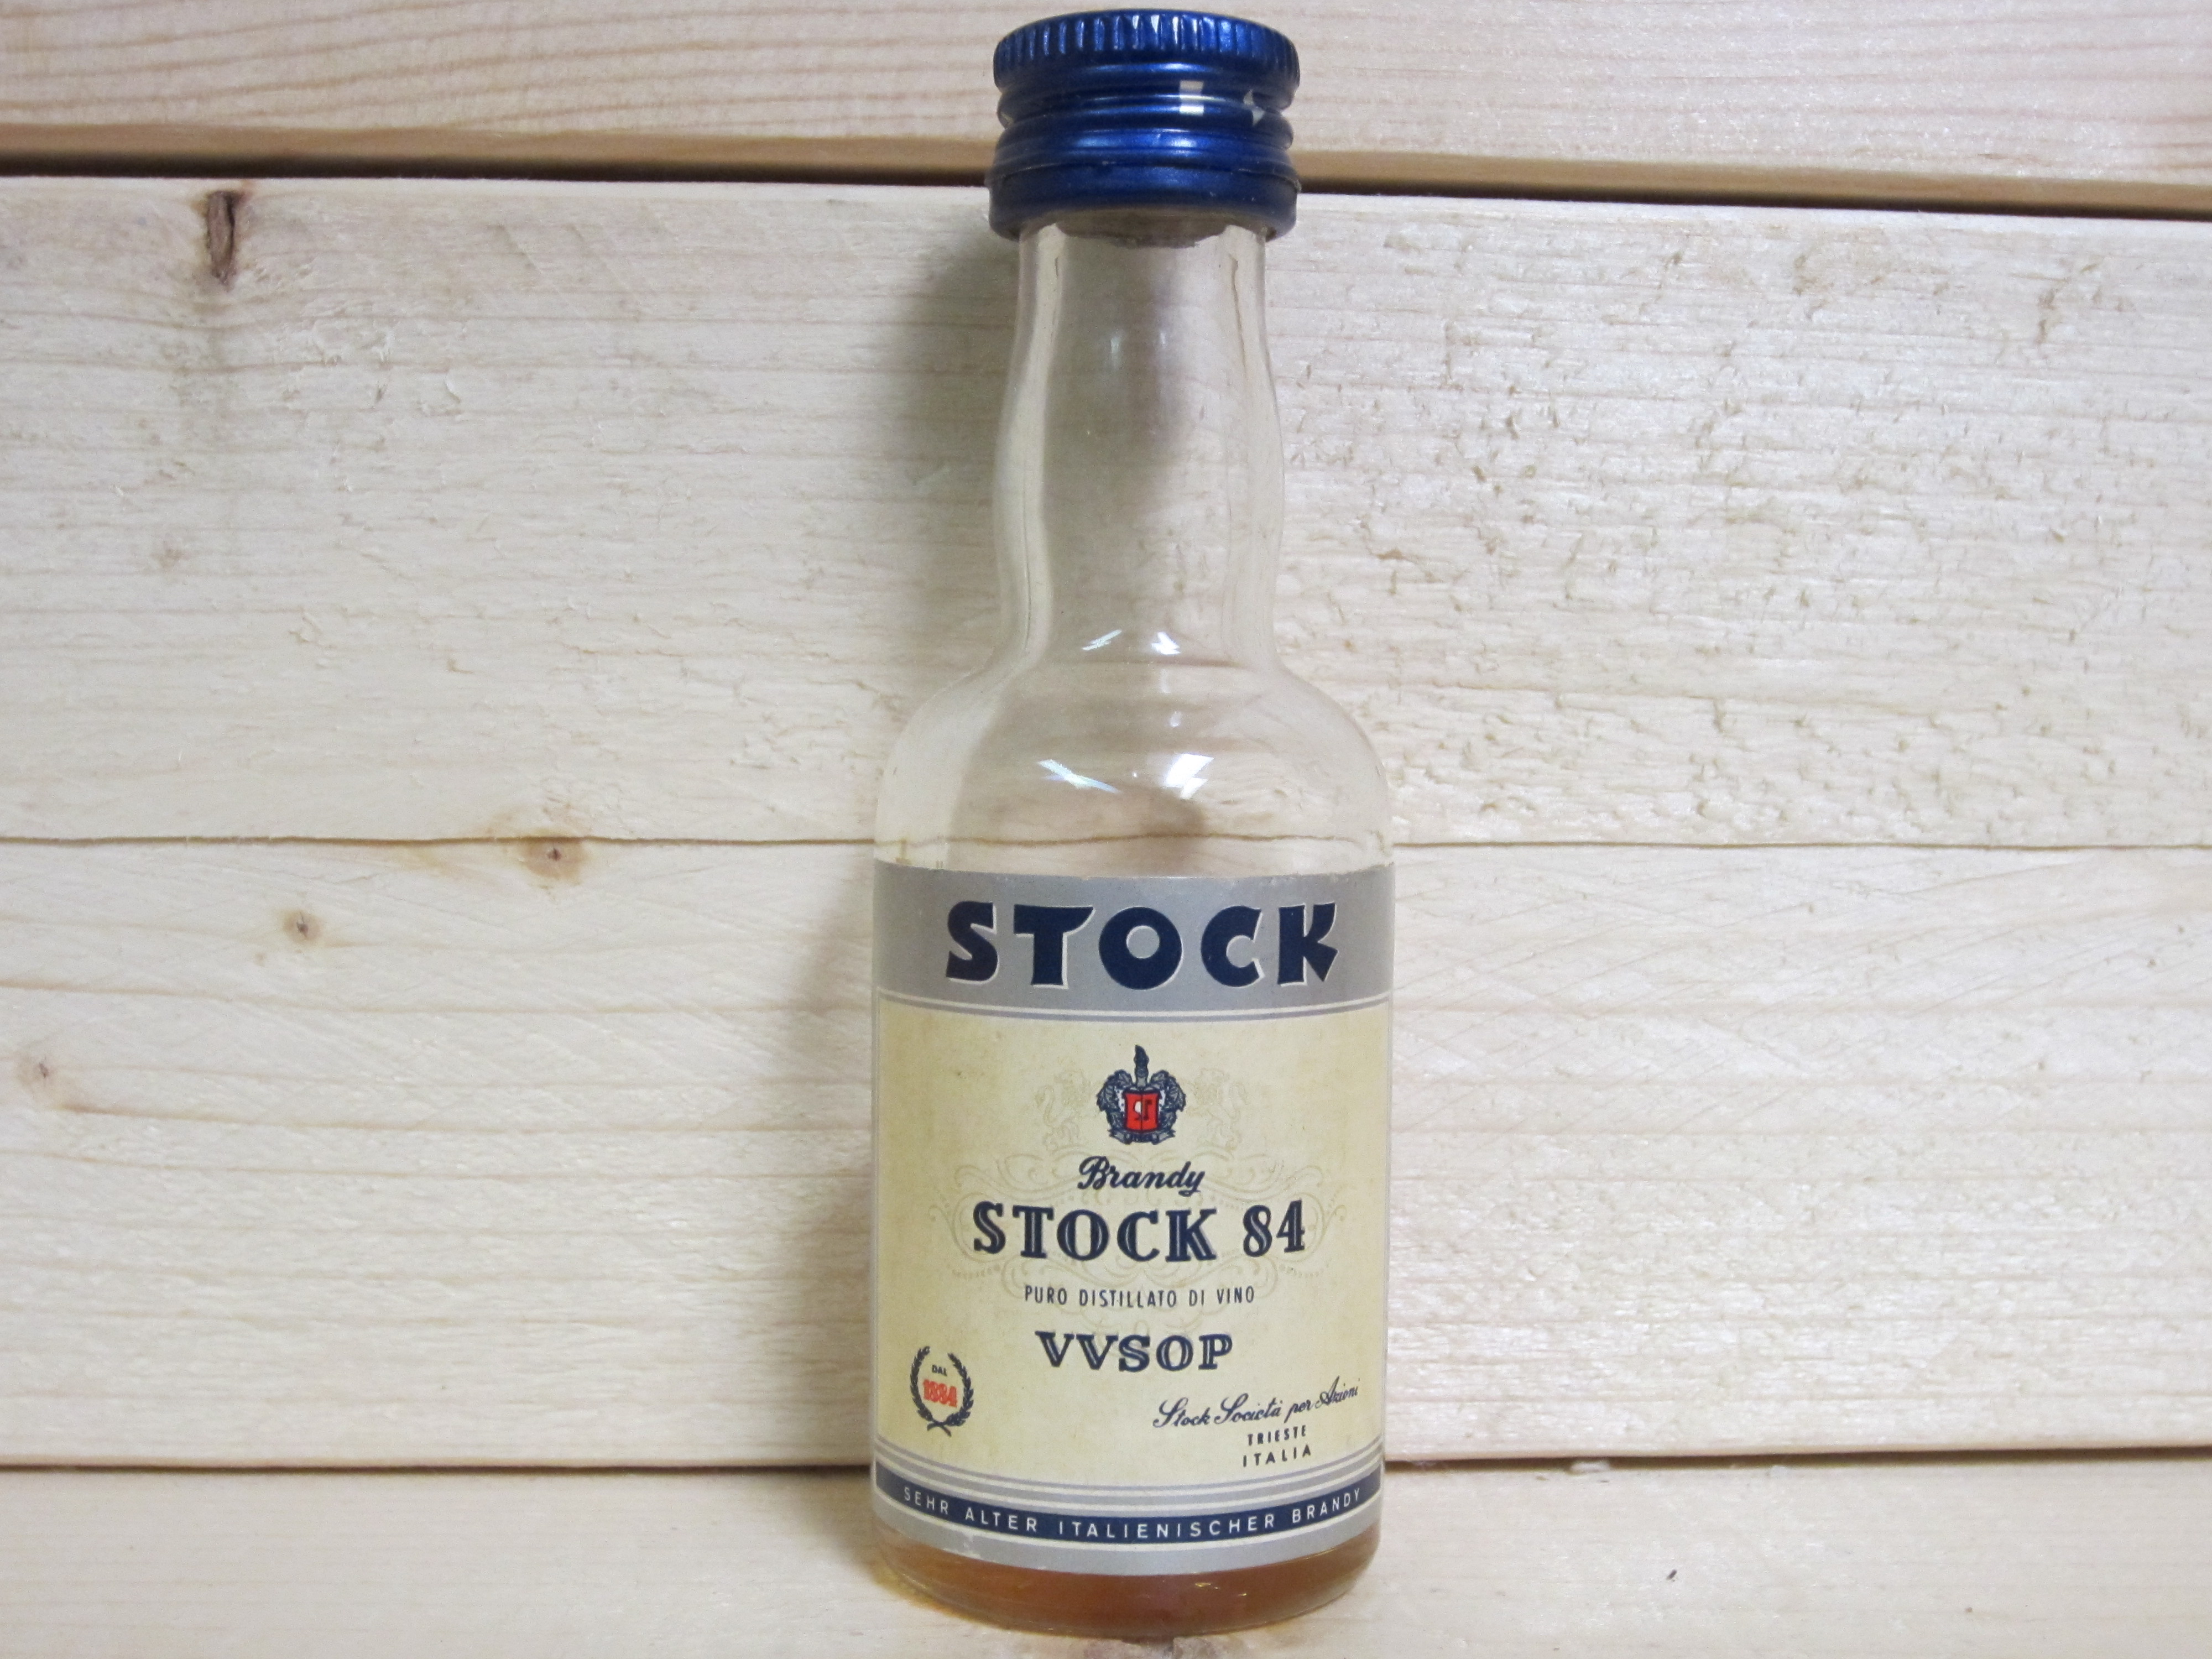 STOCK
Brandy
STOCK 84
PURO DISTILLATO DI VINO
VVSOP
DAL
1884
Stock Società per Azioni
TRIESTE
ITALIA
SEHR ALTER ITALIENISCHER BRANDY